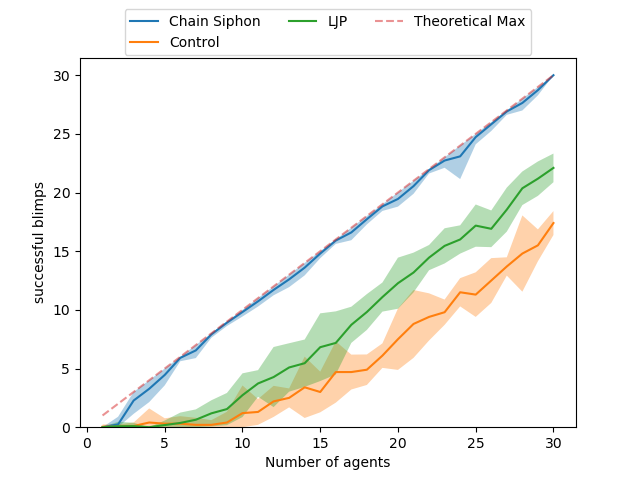 Chain Siphon LJP Theoretical Max
Control
30
25
20
15
10
5
0
successful blimps
0 5 10 15 20 25 30
Number of agents